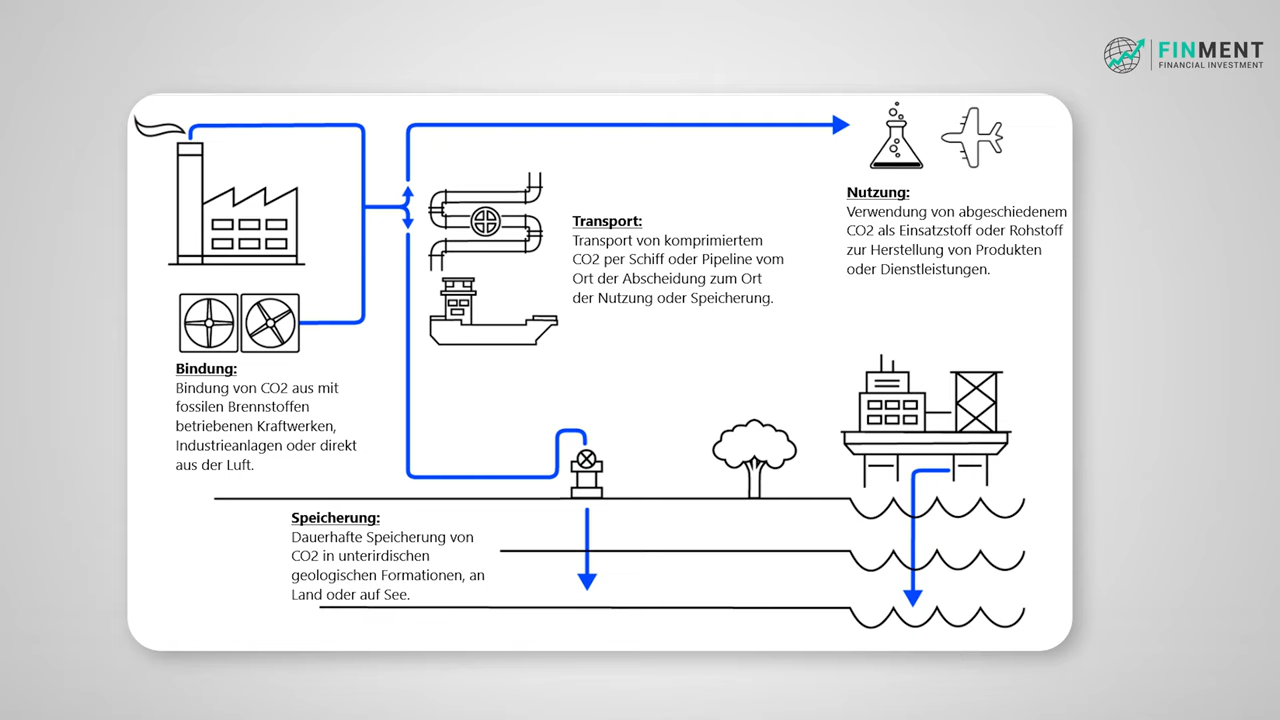 FINMENT
FINANCIAL INVESTMENT
Bindung:
Bindung von CO2 aus mit
fossilen Brennstoffen
betriebenen Kraftwerken,
Industrieanlagen oder direkt
aus der Luft.
Transport:
Transport von komprimiertem
CO2 per Schiff oder Pipeline vom
Ort der Abscheidung zum Ort
der Nutzung oder Speicherung.
Nutzung:
Verwendung von abgeschiedenem
CO2 als Einsatzstoff oder Rohstoff
zur Herstellung von Produkten
oder Dienstleistungen.
Speicherung:
Dauerhafte Speicherung von
CO2 in unterirdischen
geologischen Formationen, an
Land oder auf See.